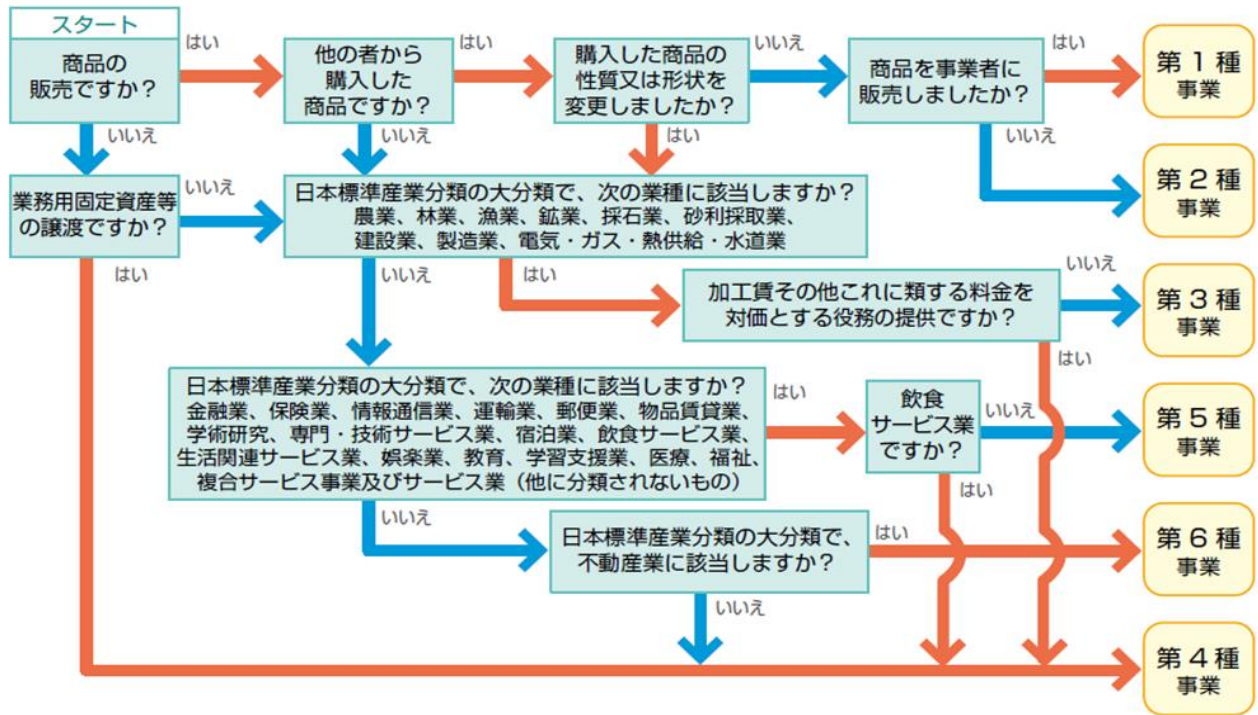 スタート
商品の
販売ですか？
はい
いいえ
他の者から
購入した
商品ですか？
はい
いいえ
購入した商品の
性質又は形状を
変更しましたか？
いいえ
はい
商品を事業者に
販売しましたか？
はい
いいえ
第１種
事業
第２種
事業
業務用固定資産等
の譲渡ですか？
いいえ
はい
日本標準産業分類の大分類で、次の業種に該当しますか？
農業、林業、漁業、鉱業、採石業、砂利採取業、
建設業、製造業、電気・ガス・熱供給・水道業
いいえ
はい
加工賃その他これに類する料金を
対価とする役務の提供ですか？
いいえ
はい
第３種
事業
日本標準産業分類の大分類で、次の業種に該当しますか？
金融業、保険業、情報通信業、運輸業、郵便業、物品賃貸業、
学術研究、専門・技術サービス業、宿泊業、飲食サービス業、
生活関連サービス業、娯楽業、教育、学習支援業、医療、福祉、
複合サービス事業及びサービス業（他に分類されないもの）
はい
いいえ
飲食
サービス業
ですか？
いいえ
はい
第５種
事業
日本標準産業分類の大分類で、
不動産業に該当しますか？
はい
いいえ
第６種
事業
第４種
事業